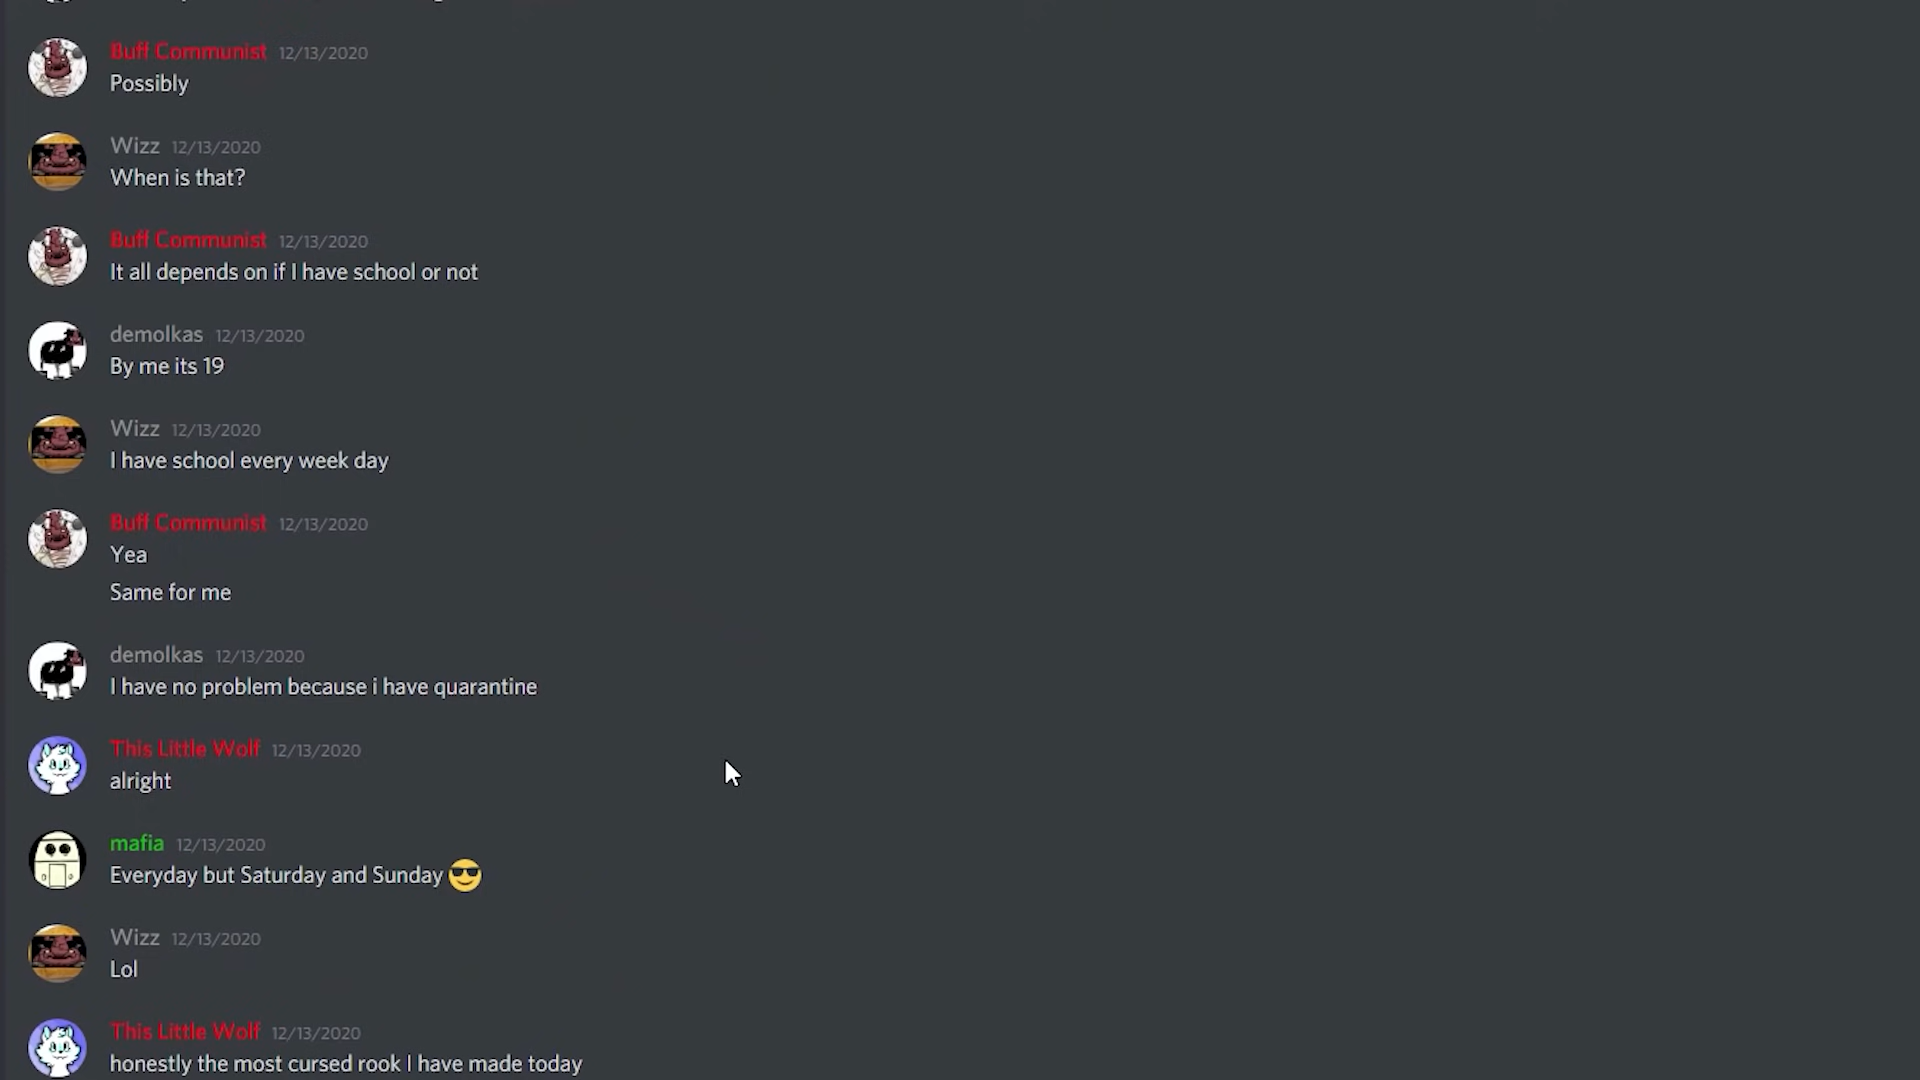 Buff Communist 12/13/2020
Possibly
Wizz 12/13/2020
When is that?
Buff Communist 12/13/2020
It all depends on if I have school or not
demolkas 12/13/2020
By me its 19
Wizz 12/13/2020
I have school every week day
Buff Communist 12/13/2020
Yea
Same for me
demolkas 12/13/2020
I have no problem because i have quarantine
This Little Wolf 12/13/2020
alright
mafia 12/13/2020
Everyday but Saturday and Sunday 😎
Wizz 12/13/2020
Lol
This Little Wolf 12/13/2020
honestly the most cursed rook I have made today